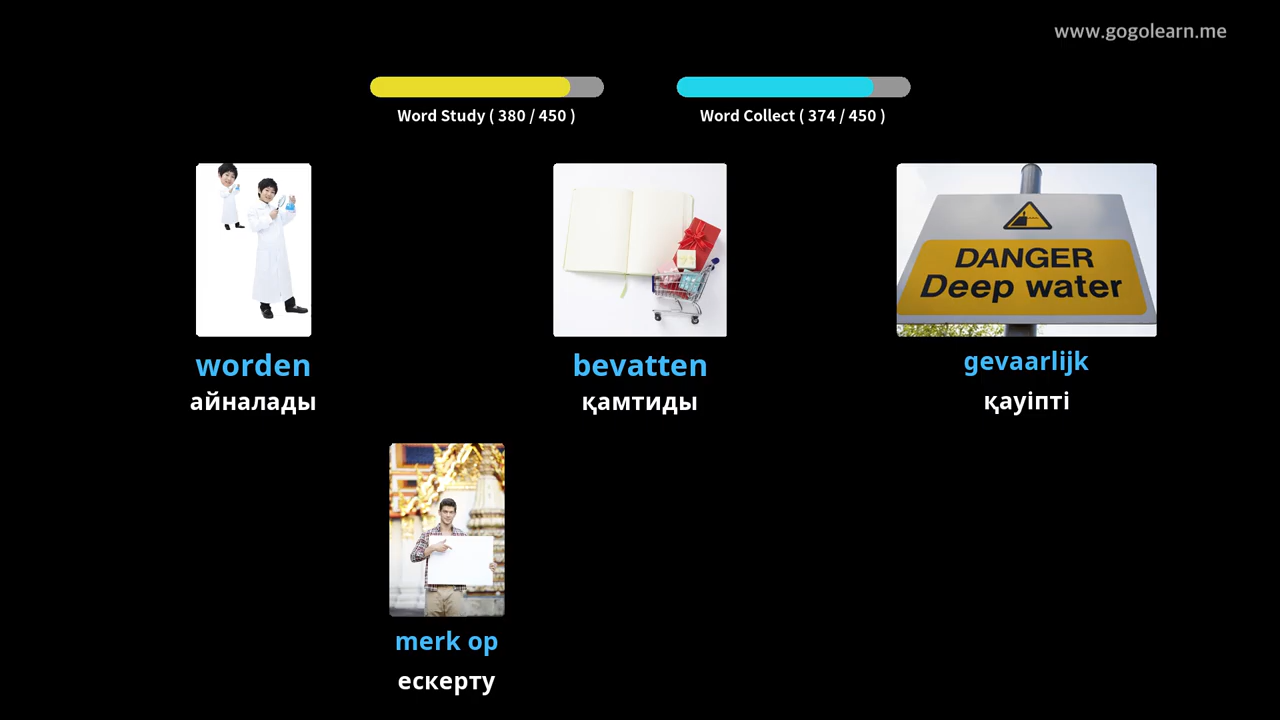 www.gogolearn.me
Word Study ( 380 / 450 )
Word Collect ( 374 / 450 )
DANGER
Deep water
worden
айналады
bevatten
қамтиды
gevaarlijk
қауіпті
merk op
ескерту